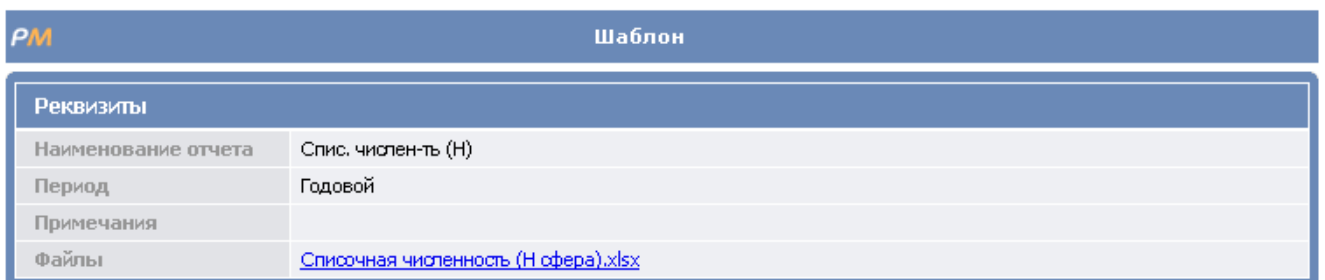 PM Шаблон
Реквизиты
Наименование отчета Спис. числен-ть (Н)
Период Годовой
Примечания
Файлы Списочная численность (Н сфера).xlsx